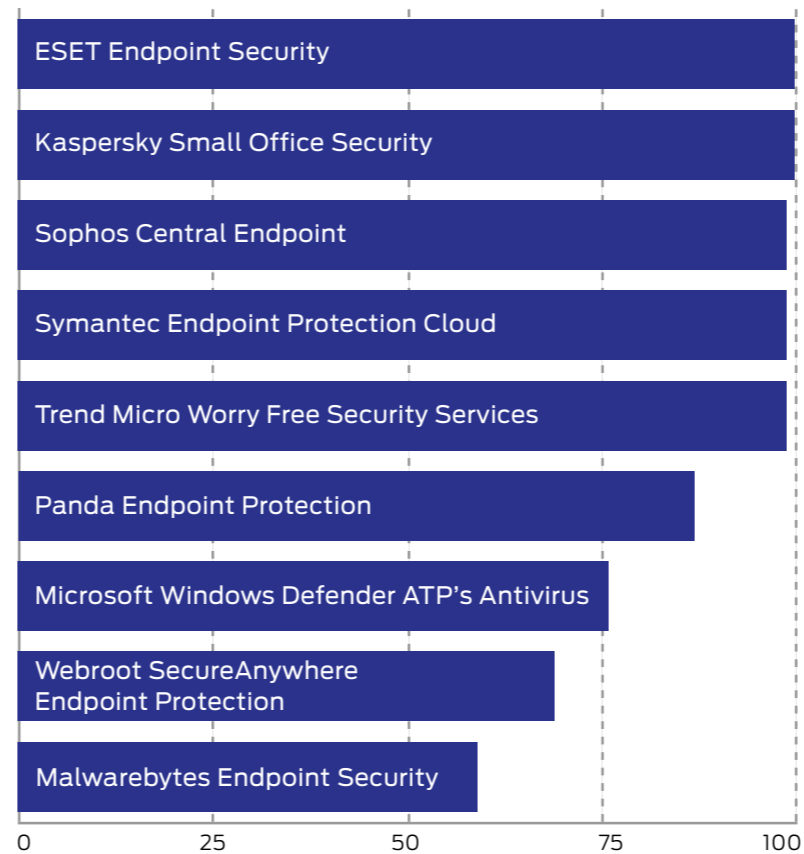 ESET Endpoint Security
Kaspersky Small Office Security
Sophos Central Endpoint
Symantec Endpoint Protection Cloud
Trend Micro Worry Free Security Services
Panda Endpoint Protection
Microsoft Windows Defender ATP’s Antivirus
Webroot SecureAnywhere
Endpoint Protection
Malwarebytes Endpoint Security
0 25 50 75 100